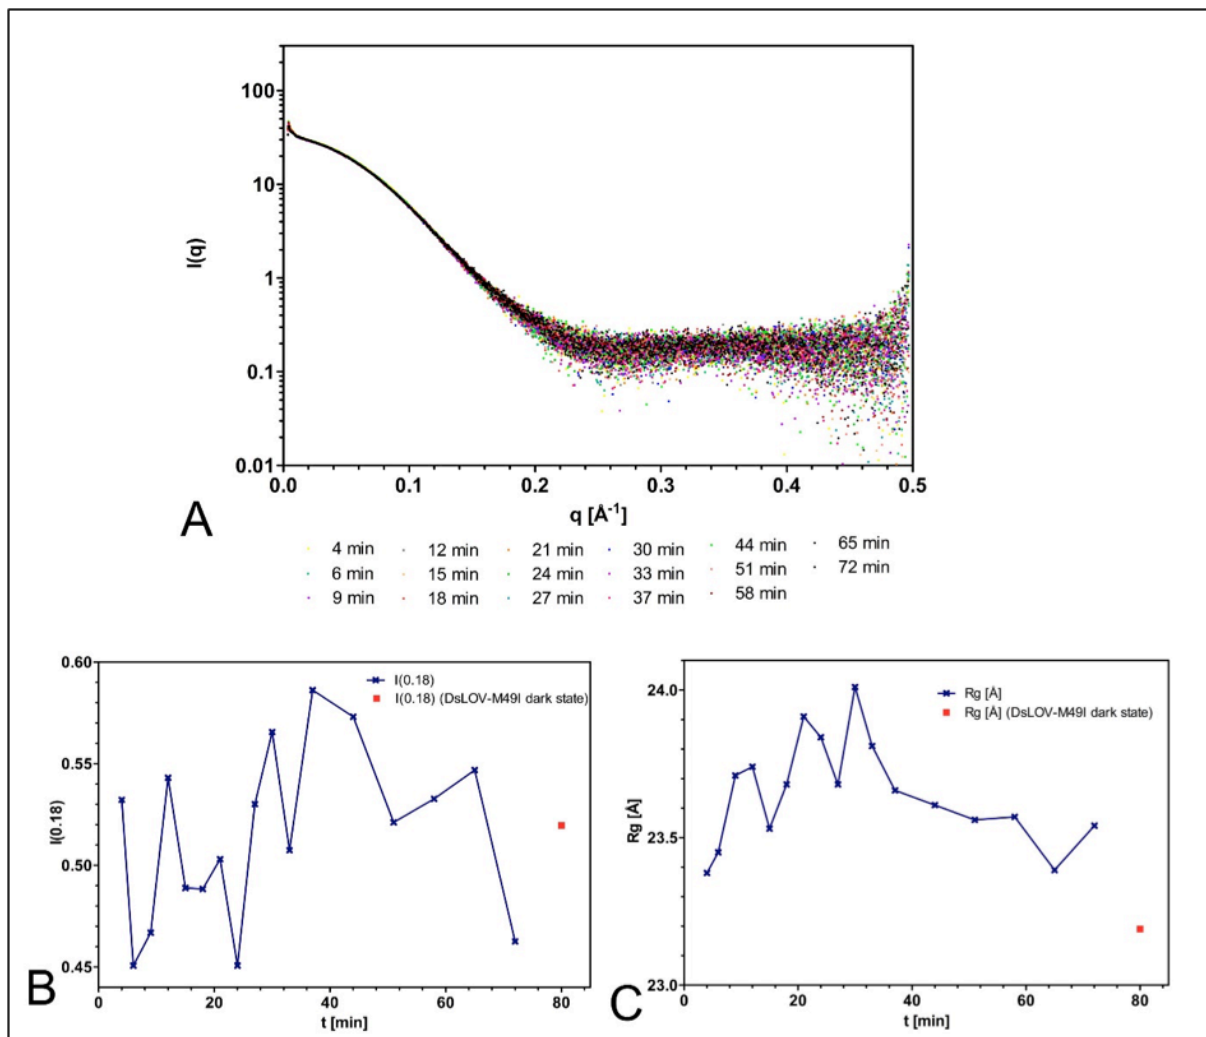 100
10
1
0.1
0.01
I(q)
0.0 0.1 0.2 0.3 0.4 0.5
q [Å⁻¹]
A
4 min 12 min 21 min 30 min 44 min 65 min
6 min 15 min 24 min 33 min 51 min 72 min
9 min 18 min 27 min 37 min 58 min
0.60
0.55
0.50
0.45
I(0.18)
I(0.18)
I(0.18) (DsLOV-M49I dark state)
0 20 40 60 80
t [min]
B
24.0
23.5
23.0
Rg [Å]
Rg [Å]
Rg [Å] (DsLOV-M49I dark state)
0 20 40 60 80
t [min]
C